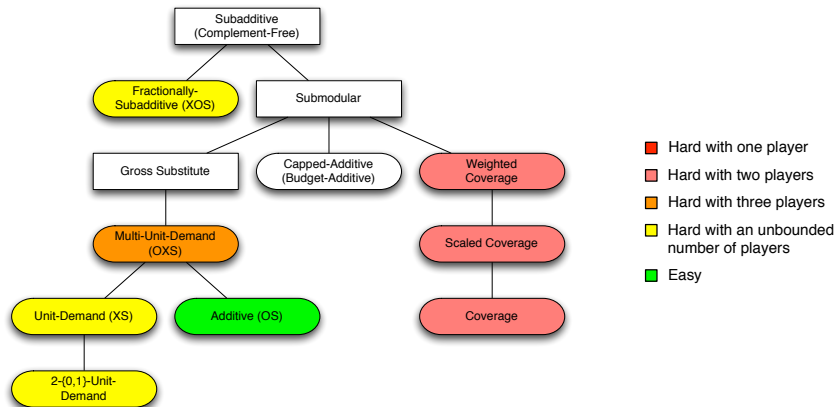 Subadditive
(Complement-Free)
Fractionally-
Subadditive (XOS)
Submodular
Gross Substitute
Capped-Additive
(Budget-Additive)
Weighted
Coverage
Multi-Unit-Demand
(OXS)
Scaled Coverage
Unit-Demand (XS)
Additive (OS)
Coverage
2-{0,1}-Unit-
Demand
Hard with one player
Hard with two players
Hard with three players
Hard with an unbounded
number of players
Easy